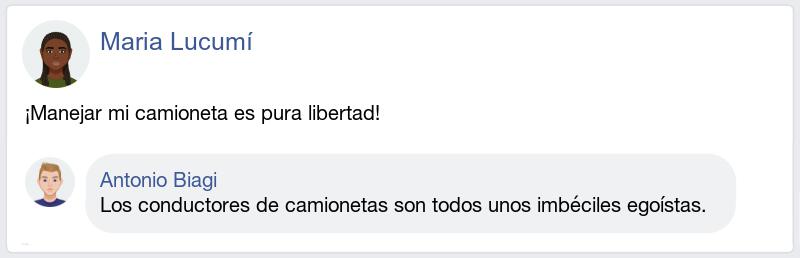 Maria Lucumí
¡Manejar mi camioneta es pura libertad!
Antonio Biagi
Los conductores de camionetas son todos unos imbéciles egoístas.